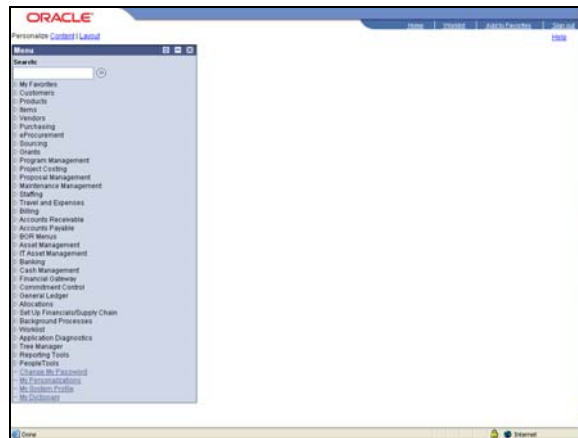 ORACLE
Home Worklist Add to Favorites Sign out
Personalize Content | Layout
Help
Menu
Search:
My Favorites
Customers
Products
Items
Vendors
Purchasing
eProcurement
Sourcing
Grants
Program Management
Project Costing
Proposal Management
Maintenance Management
Staffing
Travel and Expenses
Billing
Accounts Receivable
Accounts Payable
BOR Menus
Asset Management
IT Asset Management
Banking
Cash Management
Financial Gateway
Commitment Control
General Ledger
Allocations
Set Up Financials/Supply Chain
Background Processes
Worklist
Application Diagnostics
Tree Manager
Reporting Tools
PeopleTools
Change My Password
My Personalizations
My System Profile
My Dictionary
Done
Internet